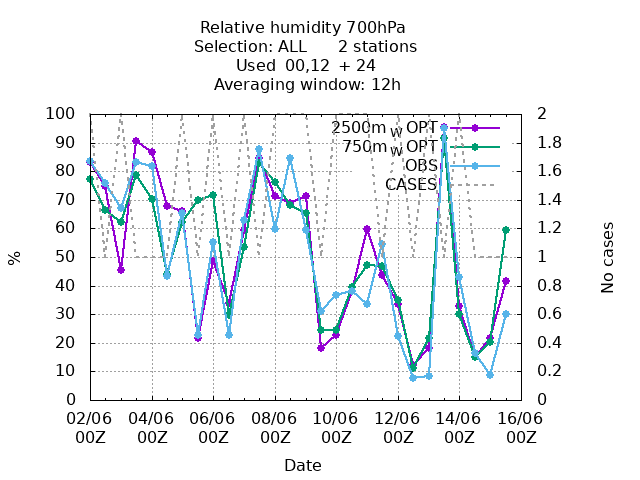 Relative humidity 700hPa
Selection: ALL 2 stations
Used 00,12 + 24
Averaging window: 12h
100 2
2500m W OPT
90 1.8
750m W OPT
80 OBS 1.6
70 CASES 1.4
60 1.2
50 1
% No cases
40 0.8
30 0.6
20 0.4
10 0.2
0 0
02/06 04/06 06/06 08/06 10/06 12/06 14/06 16/06
00Z 00Z 00Z 00Z 00Z 00Z 00Z 00Z
Date